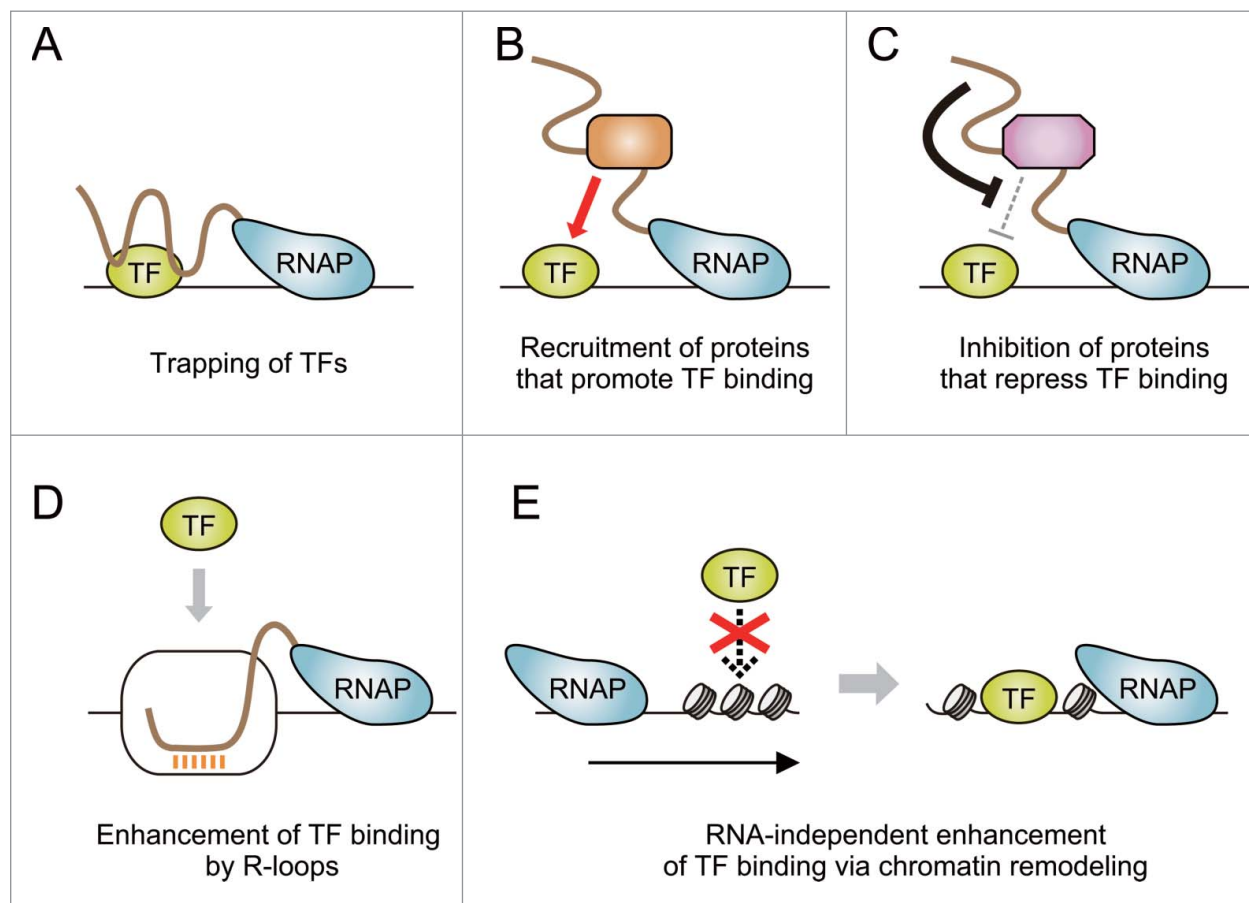 A
TF
RNAP
Trapping of TFs
B
TF
RNAP
Recruitment of proteins
that promote TF binding
C
TF
RNAP
Inhibition of proteins
that repress TF binding
D
TF
RNAP
Enhancement of TF binding
by R-loops
E
TF
RNAP
TF
RNAP
RNA-independent enhancement
of TF binding via chromatin remodeling